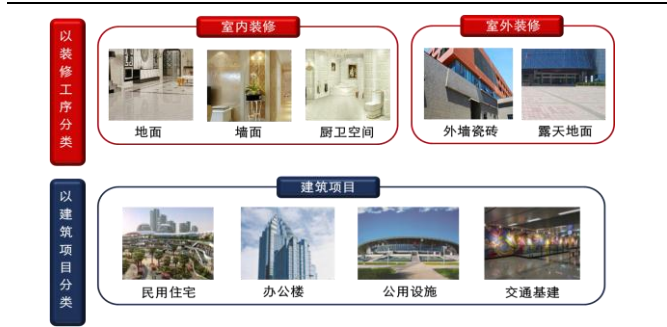 以装修工序分类
室内装修
地面
墙面
厨卫空间
室外装修
外墙瓷砖
露天地面
以建筑项目分类
建筑项目
民用住宅
办公楼
公用设施
交通基建